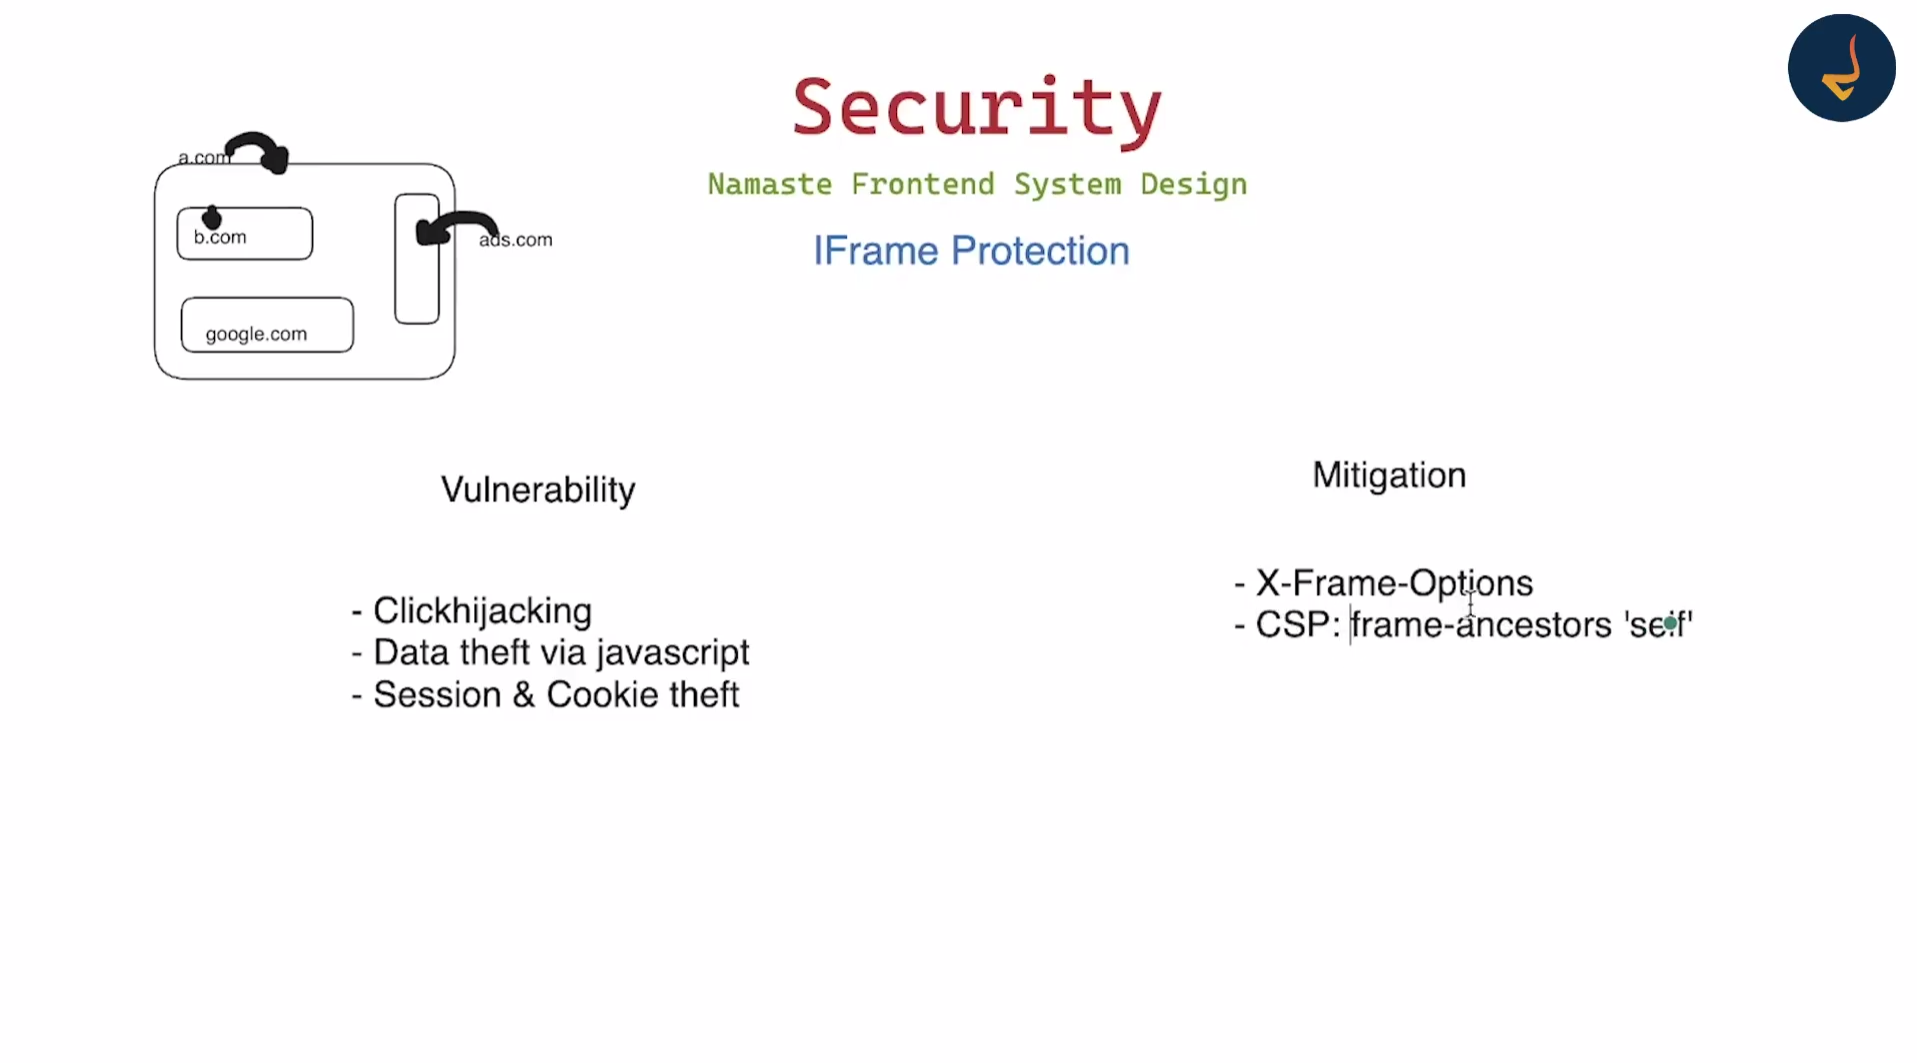 Security
Namaste Frontend System Design
IFrame Protection
a.com
b.com
ads.com
google.com
Vulnerability
- Clickhijacking
- Data theft via javascript
- Session & Cookie theft
Mitigation
- X-Frame-Options
- CSP: frame-ancestors 'self'